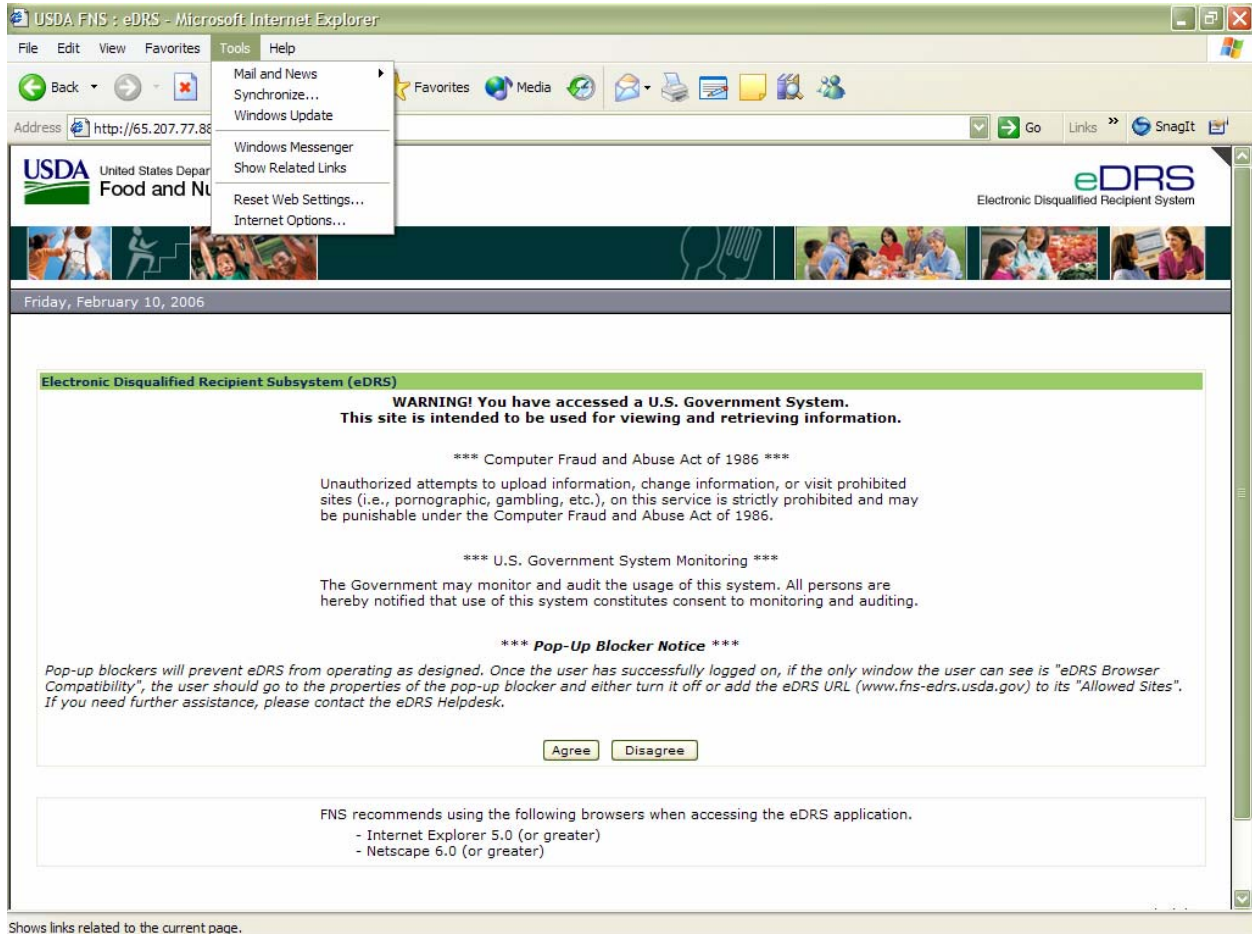 USDA FNS : eDRS - Microsoft Internet Explorer
File Edit View Favorites Tools Help
Back Favorites Media
Mail and News
Synchronize...
Windows Update
Windows Messenger
Show Related Links
Reset Web Settings...
Internet Options...
Address http://65.207.77.88 Go Links » SnagIt
USDA United States Depar
Food and Nu
eDRS
Electronic Disqualified Recipient System
Friday, February 10, 2006
Electronic Disqualified Recipient Subsystem (eDRS)
WARNING! You have accessed a U.S. Government System.
This site is intended to be used for viewing and retrieving information.
*** Computer Fraud and Abuse Act of 1986 ***
Unauthorized attempts to upload information, change information, or visit prohibited
sites (i.e., pornographic, gambling, etc.), on this service is strictly prohibited and may
be punishable under the Computer Fraud and Abuse Act of 1986.
*** U.S. Government System Monitoring ***
The Government may monitor and audit the usage of this system. All persons are
hereby notified that use of this system constitutes consent to monitoring and auditing.
*** Pop-Up Blocker Notice ***
Pop-up blockers will prevent eDRS from operating as designed. Once the user has successfully logged on, if the only window the user can see is "eDRS Browser
Compatibility", the user should go to the properties of the pop-up blocker and either turn it off or add the eDRS URL (www.fns-edrs.usda.gov) to its "Allowed Sites".
If you need further assistance, please contact the eDRS Helpdesk.
Agree Disagree
FNS recommends using the following browsers when accessing the eDRS application.
- Internet Explorer 5.0 (or greater)
- Netscape 6.0 (or greater)
Shows links related to the current page.